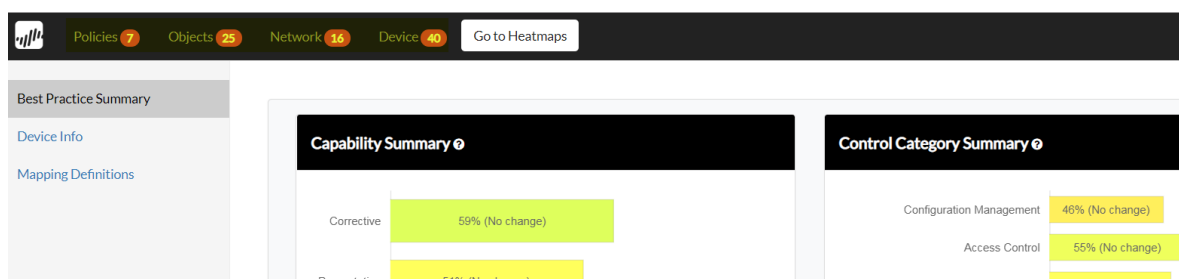 Policies 7 Objects 25 Network 16 Device 40 Go to Heatmaps
Best Practice Summary
Device Info
Mapping Definitions
Capability Summary
Control Category Summary
Corrective 59% (No change)
Configuration Management 46% (No change)
Access Control 55% (No change)